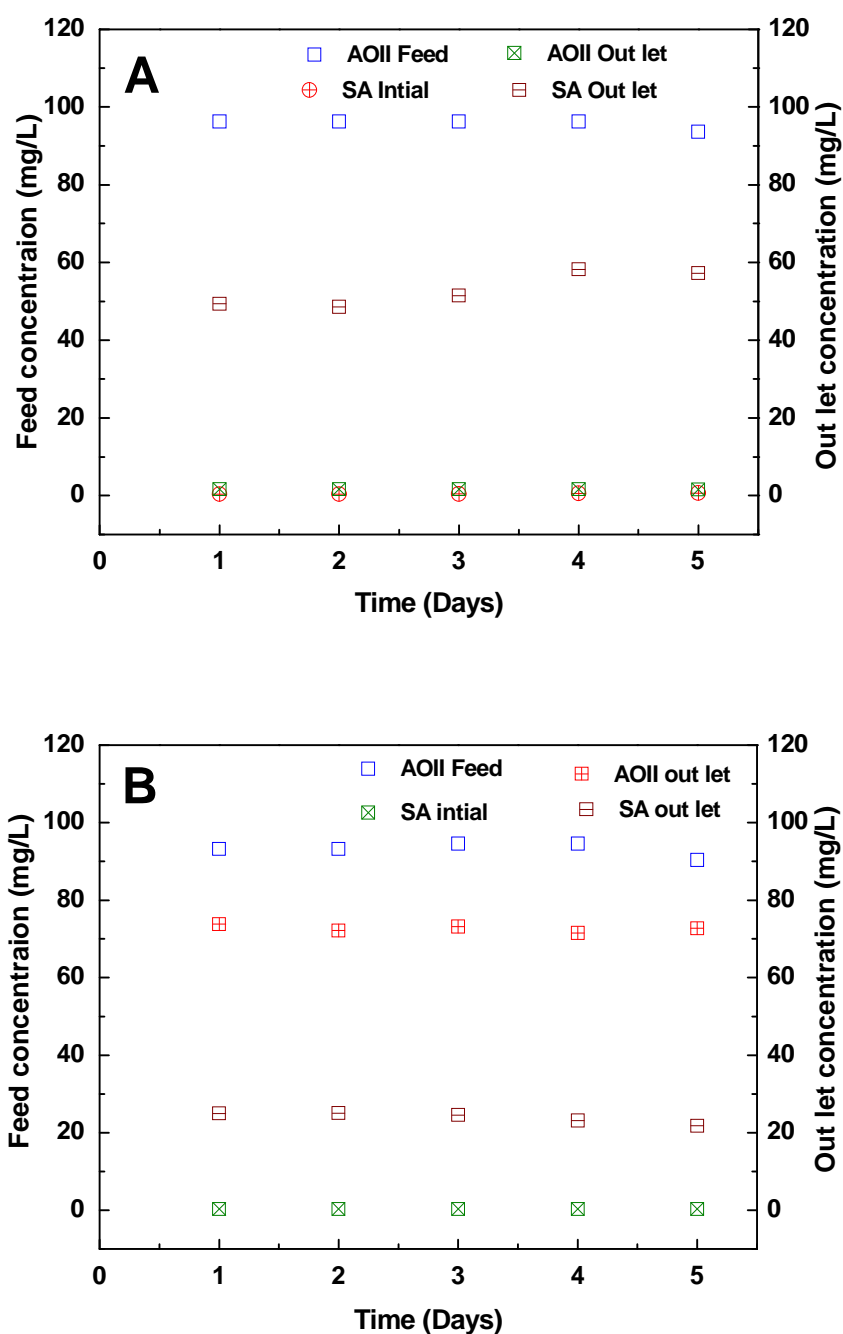 A
AOII Feed
AOII Out let
SA Intial
SA Out let
120
100
80
60
40
20
0
Feed concentraion (mg/L)
120
100
80
60
40
20
0
Out let concentration (mg/L)
0 1 2 3 4 5
Time (Days)
B
AOII Feed
AOII out let
SA intial
SA out let
120
100
80
60
40
20
0
Feed concentraion (mg/L)
120
100
80
60
40
20
0
Out let concentration (mg/L)
0 1 2 3 4 5
Time (Days)